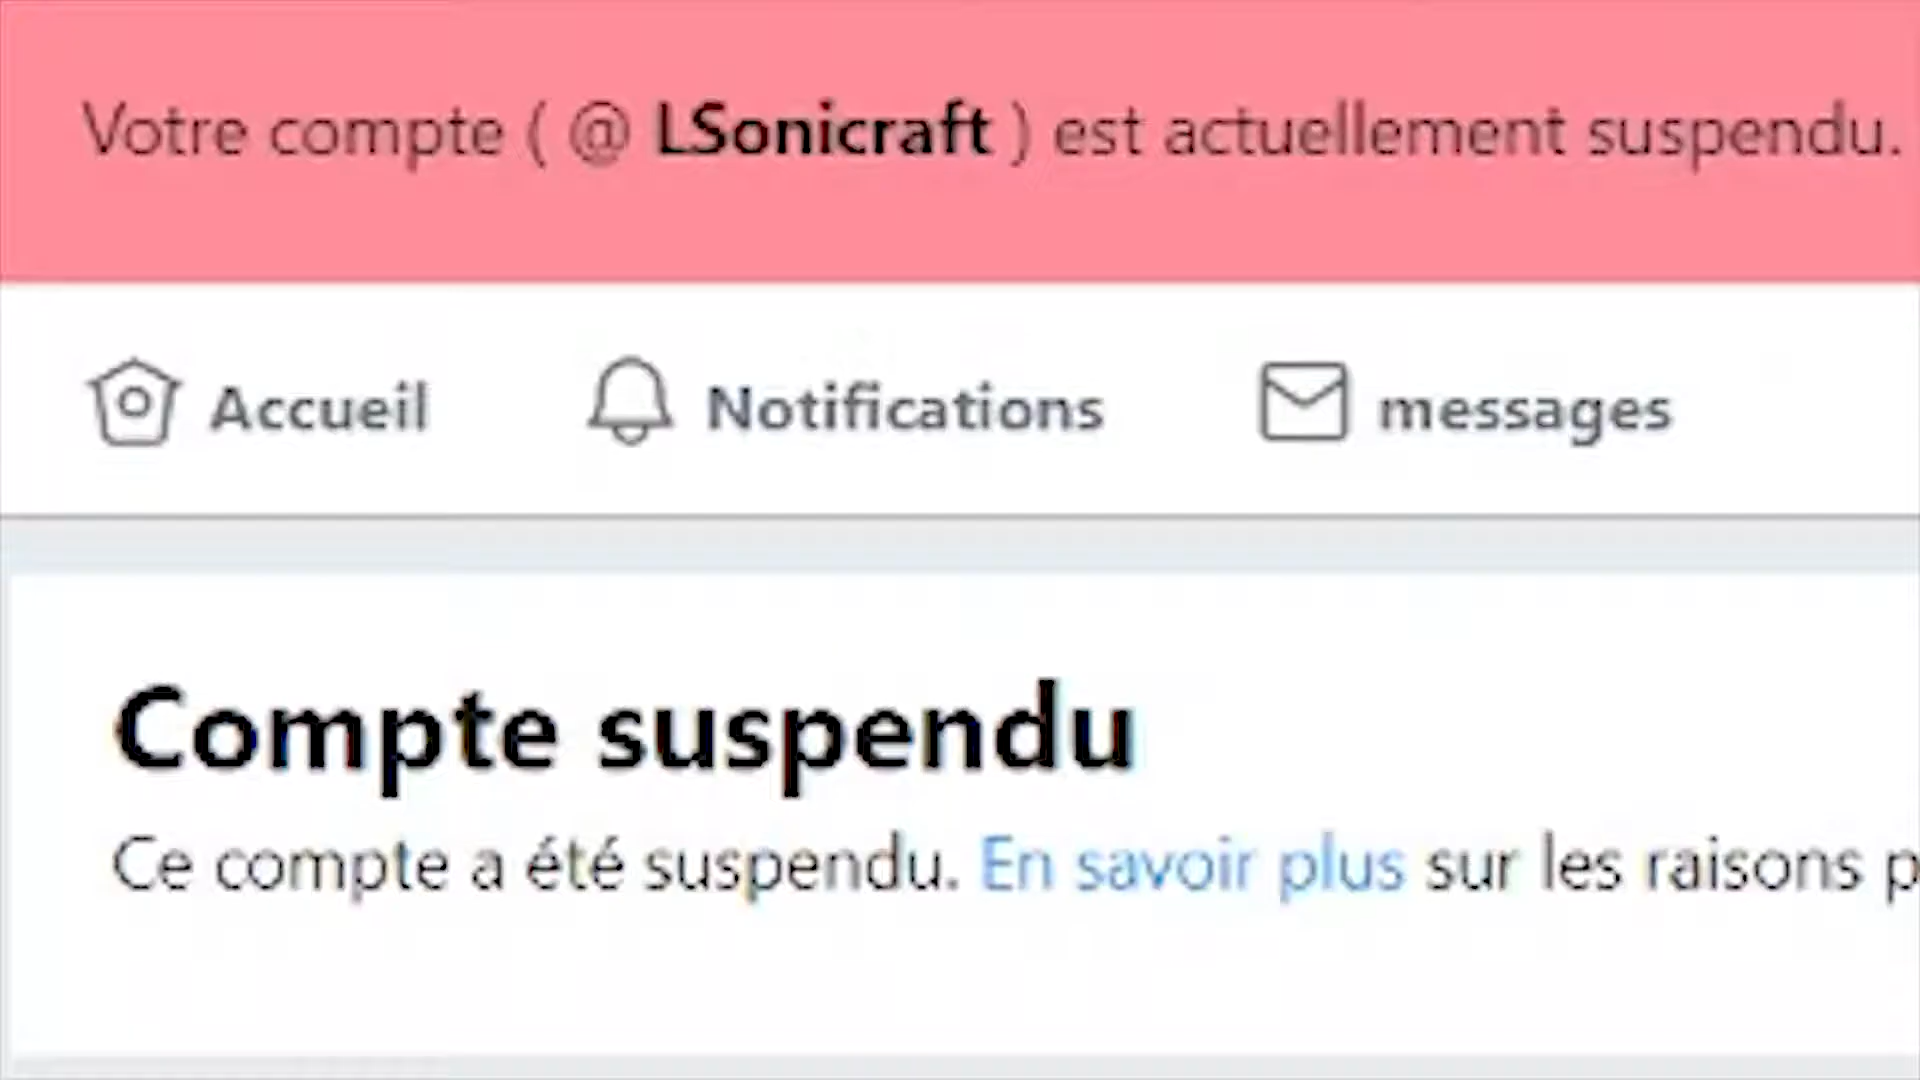 Votre compte ( @ LSonicraft ) est actuellement suspendu.
Accueil Notifications messages
Compte suspendu
Ce compte a été suspendu. En savoir plus sur les raisons p